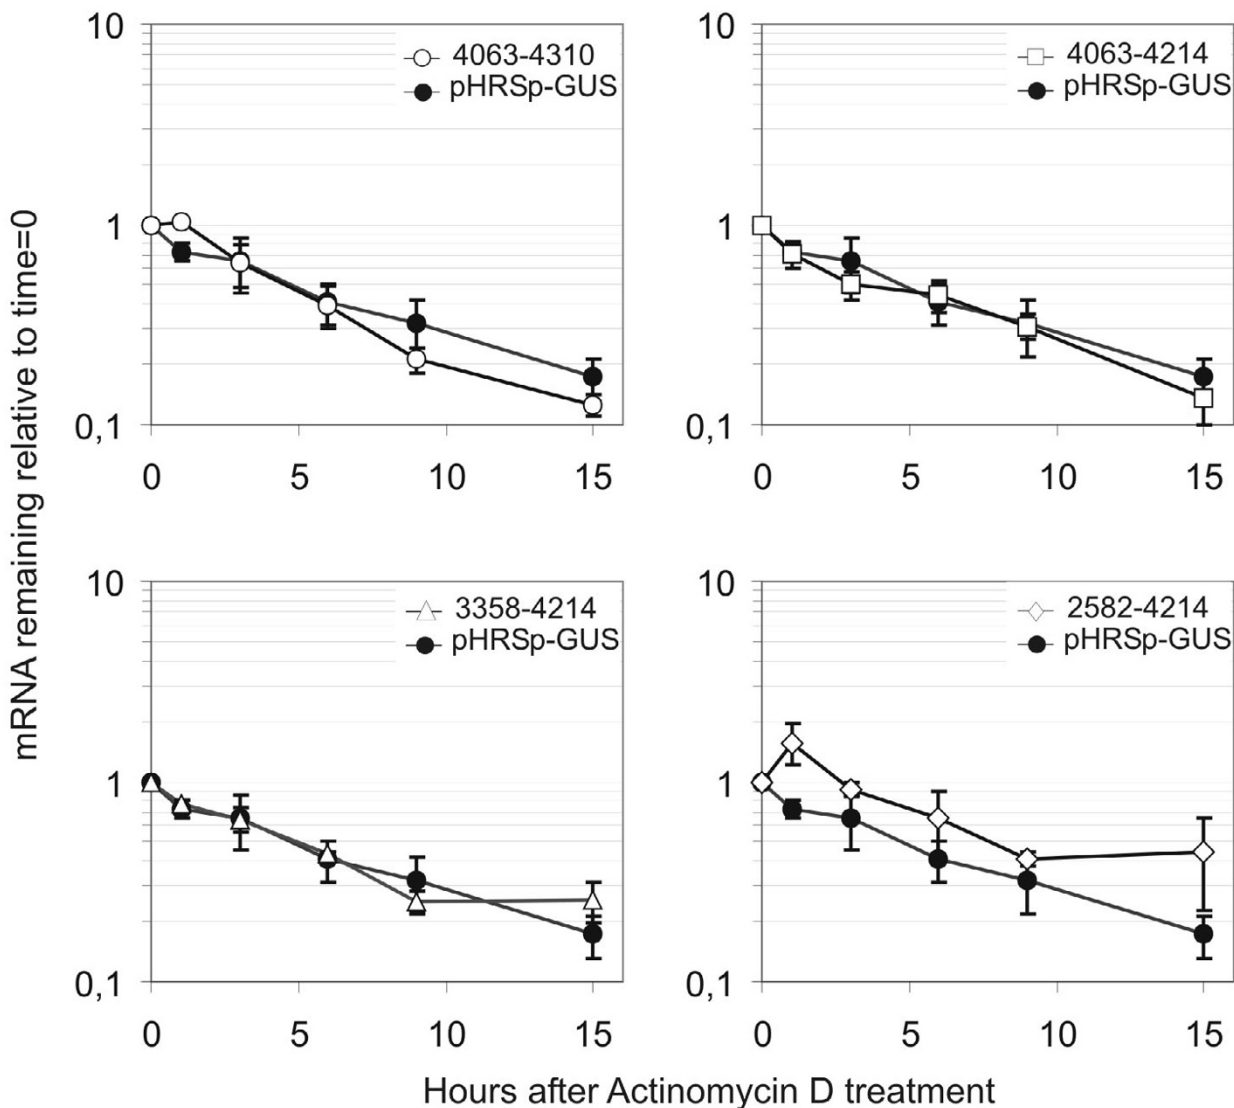 mRNA remaining relative to time=0
10
1
0,1
0 5 10 15
4063-4310
pHRSp-GUS
10
1
0,1
0 5 10 15
4063-4214
pHRSp-GUS
10
1
0,1
0 5 10 15
3358-4214
pHRSp-GUS
10
1
0,1
0 5 10 15
2582-4214
pHRSp-GUS
Hours after Actinomycin D treatment